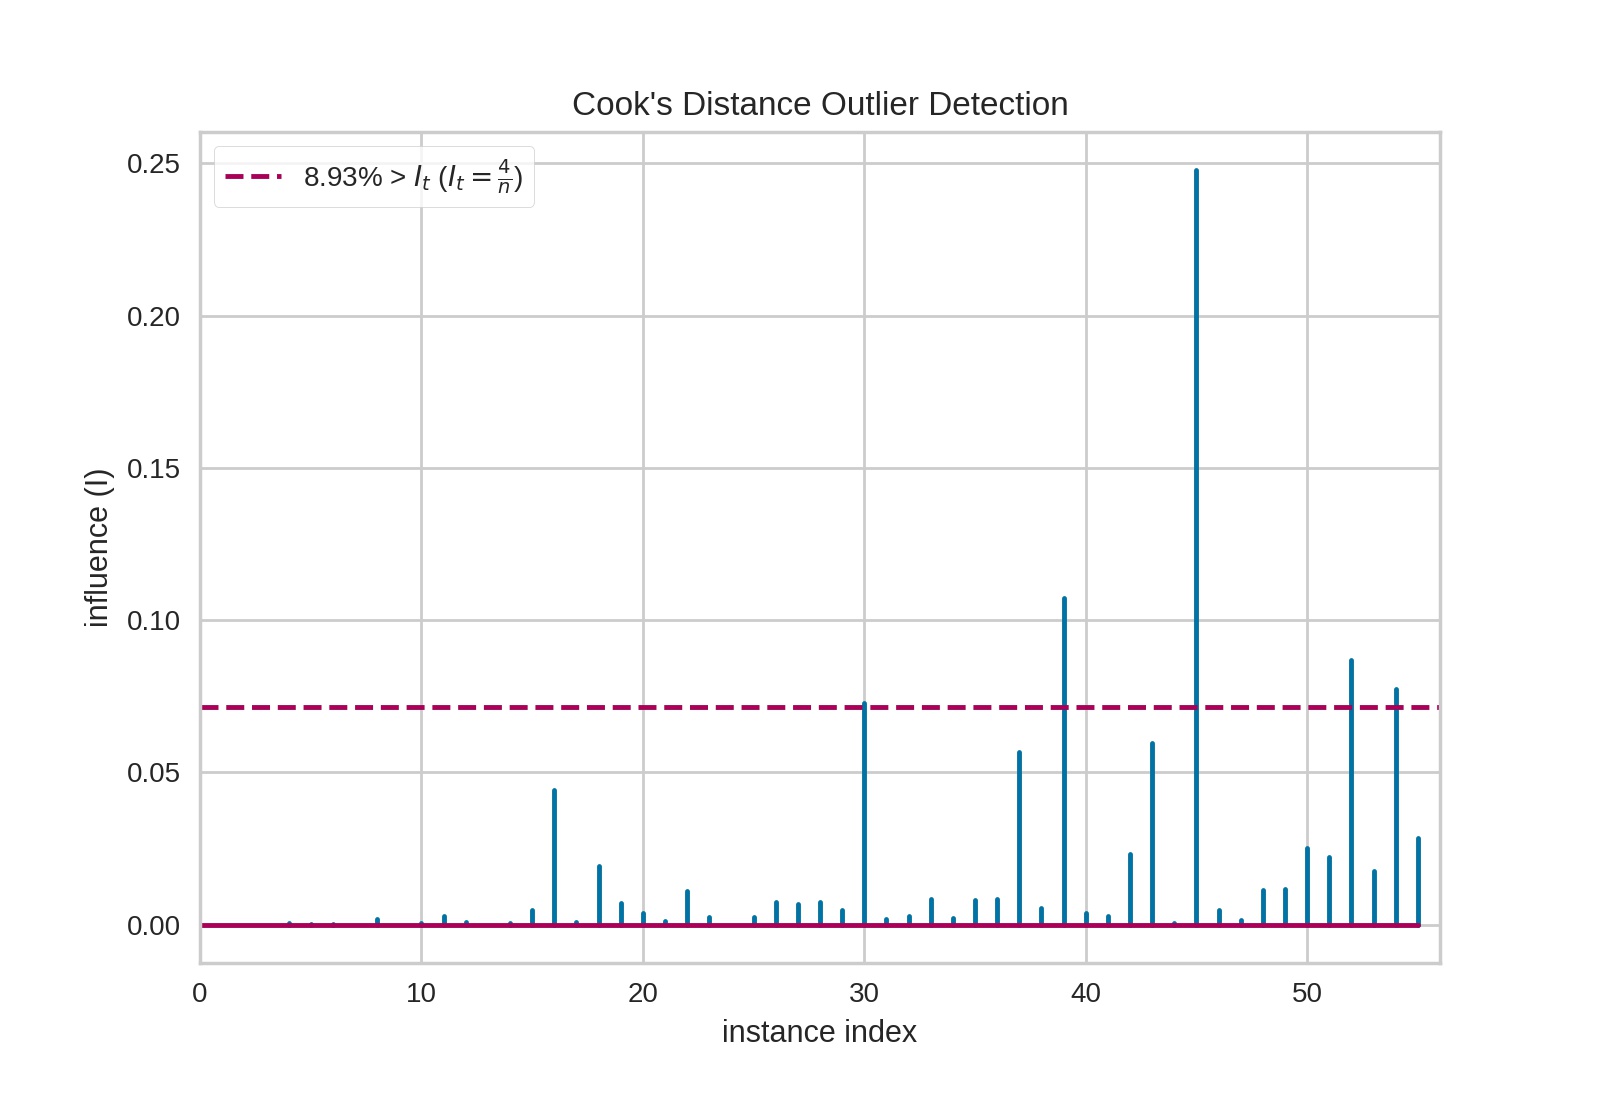 Cook's Distance Outlier Detection
8.93% > I_t (I_t = 4/n)
0.25
0.20
0.15
0.10
0.05
0.00
influence (I)
0 10 20 30 40 50
instance index